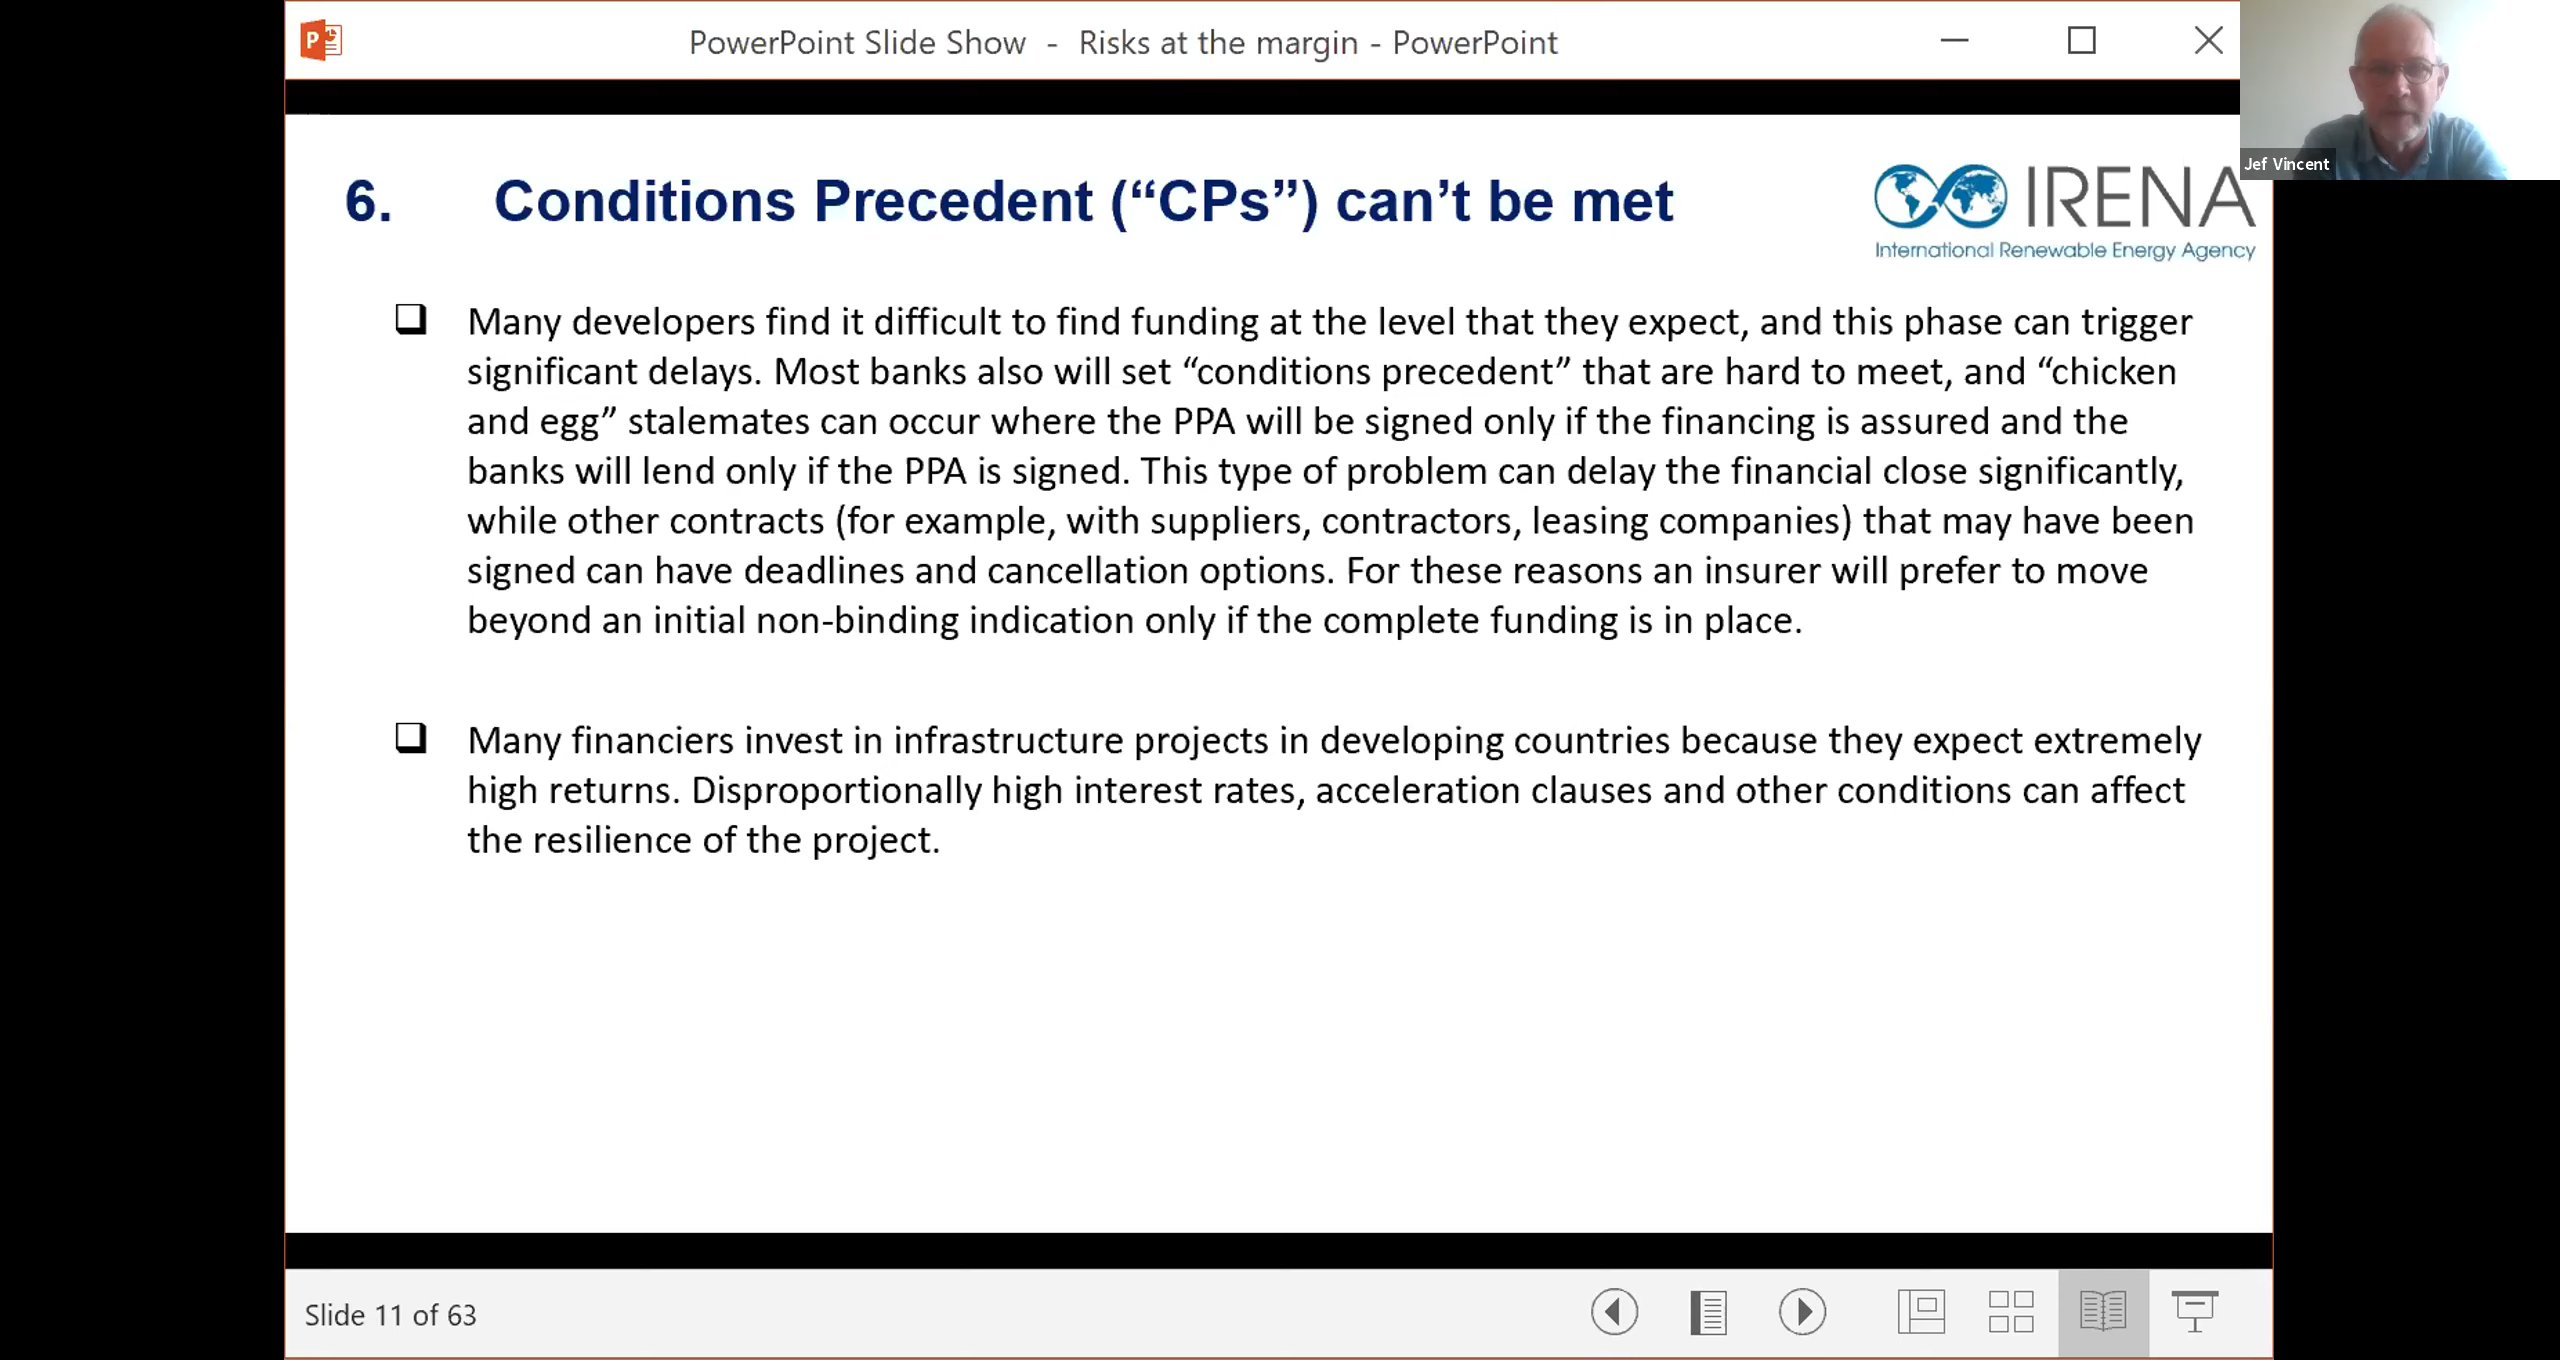 PowerPoint Slide Show - Risks at the margin - PowerPoint
Jef Vincent
6. Conditions Precedent (“CPs”) can’t be met
IRENA
International Renewable Energy Agency
Many developers find it difficult to find funding at the level that they expect, and this phase can trigger
significant delays. Most banks also will set “conditions precedent” that are hard to meet, and “chicken
and egg” stalemates can occur where the PPA will be signed only if the financing is assured and the
banks will lend only if the PPA is signed. This type of problem can delay the financial close significantly,
while other contracts (for example, with suppliers, contractors, leasing companies) that may have been
signed can have deadlines and cancellation options. For these reasons an insurer will prefer to move
beyond an initial non-binding indication only if the complete funding is in place.
Many financiers invest in infrastructure projects in developing countries because they expect extremely
high returns. Disproportionally high interest rates, acceleration clauses and other conditions can affect
the resilience of the project.
Slide 11 of 63